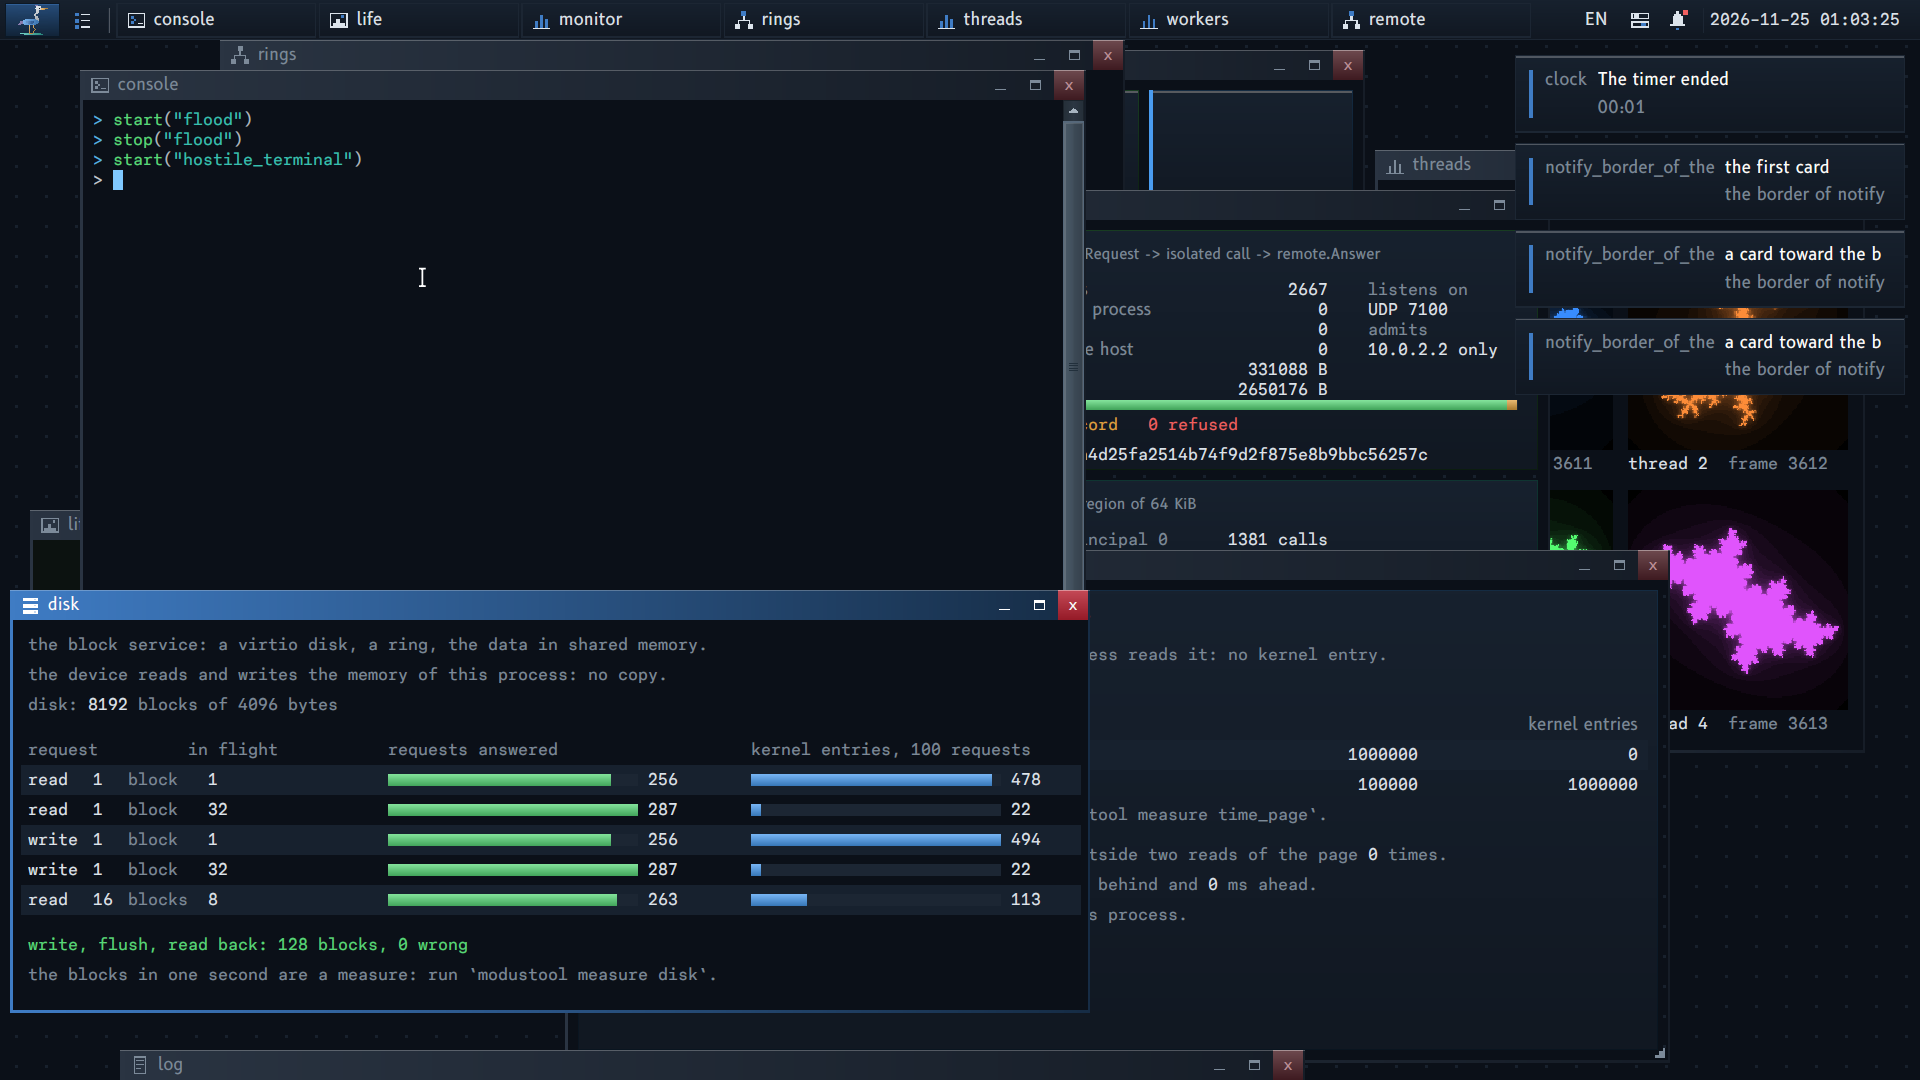 console
life
monitor
rings
threads
workers
remote
EN
2026-11-25 01:03:25
rings
console
> start("flood")
> stop("flood")
> start("hostile_terminal")
>
clock The timer ended
00:01
notify_border_of_the the first card
the border of notify
notify_border_of_the a card toward the b
the border of notify
notify_border_of_the a card toward the b
the border of notify
threads
Request -> isolated call -> remote.Answer
2667 listens on
process 0 UDP 7100
0 admits
host 0 10.0.2.2 only
331088 B
2650176 B
0 refused
4d25fa2514b74f9d2f875e8b9bbc56257c
3611 thread 2 frame 3612
region of 64 KiB
0 1381 calls
4 frame 3613
disk
the block service: a virtio disk, a ring, the data in shared memory.
the device reads and writes the memory of this process: no copy.
disk: 8192 blocks of 4096 bytes
request in flight requests answered kernel entries, 100 requests
read 1 block 1 256 478
read 1 block 32 287 22
write 1 block 1 256 494
write 1 block 32 287 22
read 16 blocks 8 263 113
write, flush, read back: 128 blocks, 0 wrong
the blocks in one second are a measure: run `modustool measure disk`.
reads it: no kernel entry.
kernel entries
1000000 0
100000 1000000
measure time_page`.
two reads of the page 0 times.
behind and 0 ms ahead.
process.
log